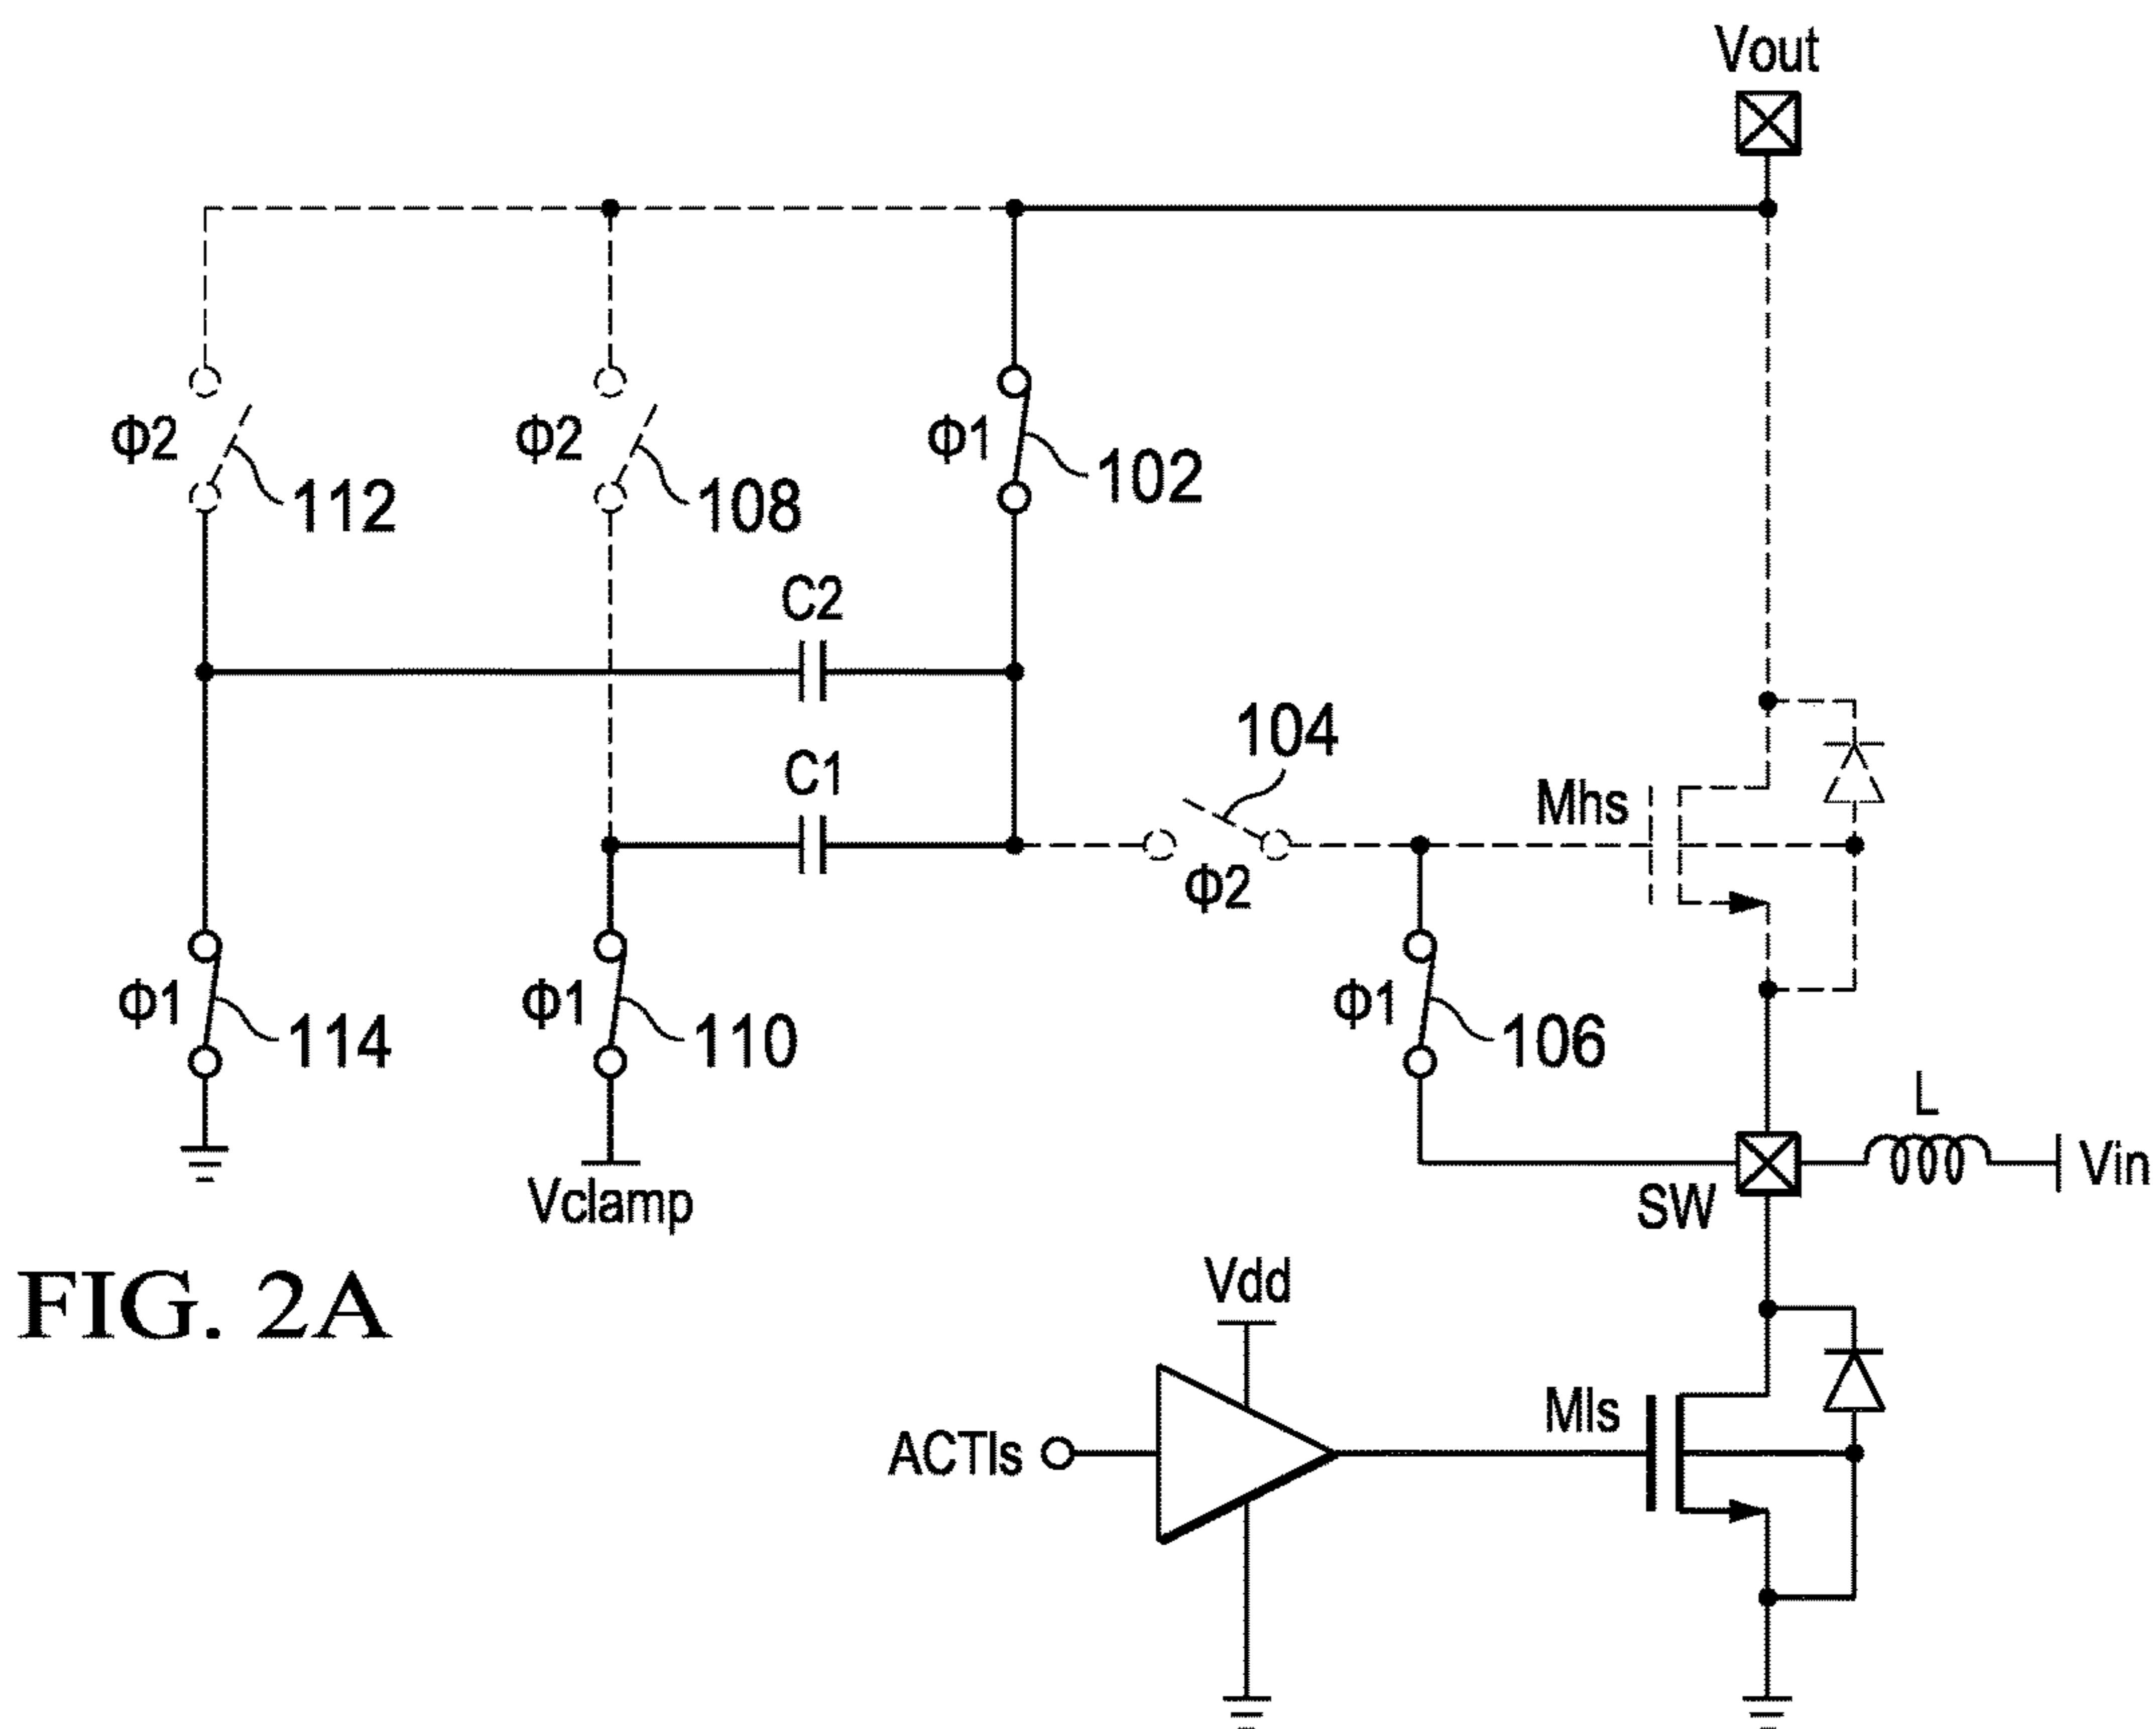 Vout
Φ2
112
Φ2
108
Φ1
102
C2
104
C1
Mhs
Φ2
Φ1
114
Φ1
110
Φ1
106
L
Vin
Vclamp
SW
Vdd
FIG. 2A
Mls
ACTls